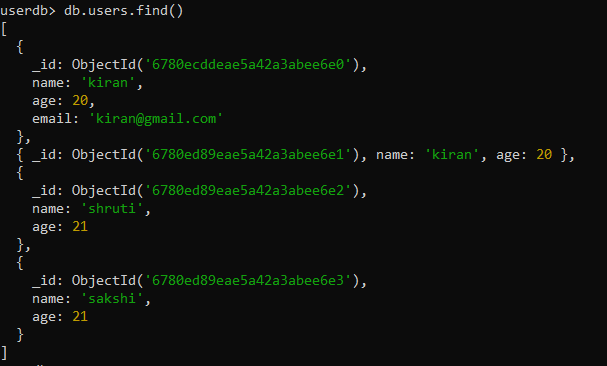 userdb> db.users.find()
[
  {
    _id: ObjectId('6780ecddeae5a42a3abee6e0'),
    name: 'kiran',
    age: 20,
    email: 'kiran@gmail.com'
  },
  { _id: ObjectId('6780ed89eae5a42a3abee6e1'), name: 'kiran', age: 20 },
  {
    _id: ObjectId('6780ed89eae5a42a3abee6e2'),
    name: 'shruti',
    age: 21
  },
  {
    _id: ObjectId('6780ed89eae5a42a3abee6e3'),
    name: 'sakshi',
    age: 21
  }
]